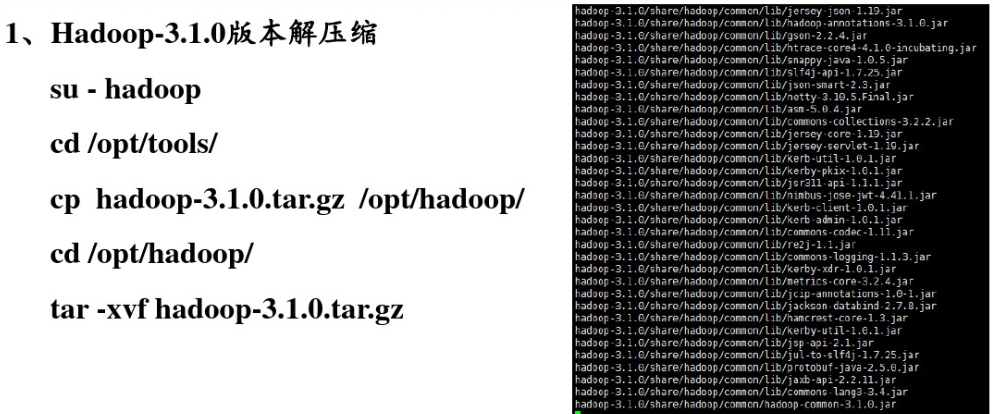 1、Hadoop-3.1.0版本解压缩
su - hadoop
cd /opt/tools/
cp hadoop-3.1.0.tar.gz /opt/hadoop/
cd /opt/hadoop/
tar -xvf hadoop-3.1.0.tar.gz
hadoop-3.1.0/share/hadoop/common/lib/jersey-json-1.19.jar
hadoop-3.1.0/share/hadoop/common/lib/hadoop-annotations-3.1.0.jar
hadoop-3.1.0/share/hadoop/common/lib/gson-2.2.4.jar
hadoop-3.1.0/share/hadoop/common/lib/htrace-core4-4.1.0-incubating.jar
hadoop-3.1.0/share/hadoop/common/lib/snappy-java-1.0.5.jar
hadoop-3.1.0/share/hadoop/common/lib/slf4j-api-1.7.25.jar
hadoop-3.1.0/share/hadoop/common/lib/json-smart-2.3.jar
hadoop-3.1.0/share/hadoop/common/lib/netty-3.10.5.Final.jar
hadoop-3.1.0/share/hadoop/common/lib/asm-5.0.4.jar
hadoop-3.1.0/share/hadoop/common/lib/commons-collections-3.2.2.jar
hadoop-3.1.0/share/hadoop/common/lib/jersey-core-1.19.jar
hadoop-3.1.0/share/hadoop/common/lib/jersey-servlet-1.19.jar
hadoop-3.1.0/share/hadoop/common/lib/kerb-util-1.0.1.jar
hadoop-3.1.0/share/hadoop/common/lib/kerby-pkix-1.0.1.jar
hadoop-3.1.0/share/hadoop/common/lib/jsr311-api-1.1.1.jar
hadoop-3.1.0/share/hadoop/common/lib/nimbus-jose-jwt-4.41.1.jar
hadoop-3.1.0/share/hadoop/common/lib/kerb-client-1.0.1.jar
hadoop-3.1.0/share/hadoop/common/lib/kerb-admin-1.0.1.jar
hadoop-3.1.0/share/hadoop/common/lib/commons-codec-1.11.jar
hadoop-3.1.0/share/hadoop/common/lib/re2j-1.1.jar
hadoop-3.1.0/share/hadoop/common/lib/commons-logging-1.1.3.jar
hadoop-3.1.0/share/hadoop/common/lib/kerby-xdr-1.0.1.jar
hadoop-3.1.0/share/hadoop/common/lib/metrics-core-3.2.4.jar
hadoop-3.1.0/share/hadoop/common/lib/jcip-annotations-1.0-1.jar
hadoop-3.1.0/share/hadoop/common/lib/jackson-databind-2.7.8.jar
hadoop-3.1.0/share/hadoop/common/lib/hamcrest-core-1.3.jar
hadoop-3.1.0/share/hadoop/common/lib/kerby-util-1.0.1.jar
hadoop-3.1.0/share/hadoop/common/lib/jsp-api-2.1.jar
hadoop-3.1.0/share/hadoop/common/lib/jul-to-slf4j-1.7.25.jar
hadoop-3.1.0/share/hadoop/common/lib/protobuf-java-2.5.0.jar
hadoop-3.1.0/share/hadoop/common/lib/jaxb-api-2.2.11.jar
hadoop-3.1.0/share/hadoop/common/lib/commons-lang3-3.4.jar
hadoop-3.1.0/share/hadoop/common/hadoop-common-3.1.0.jar